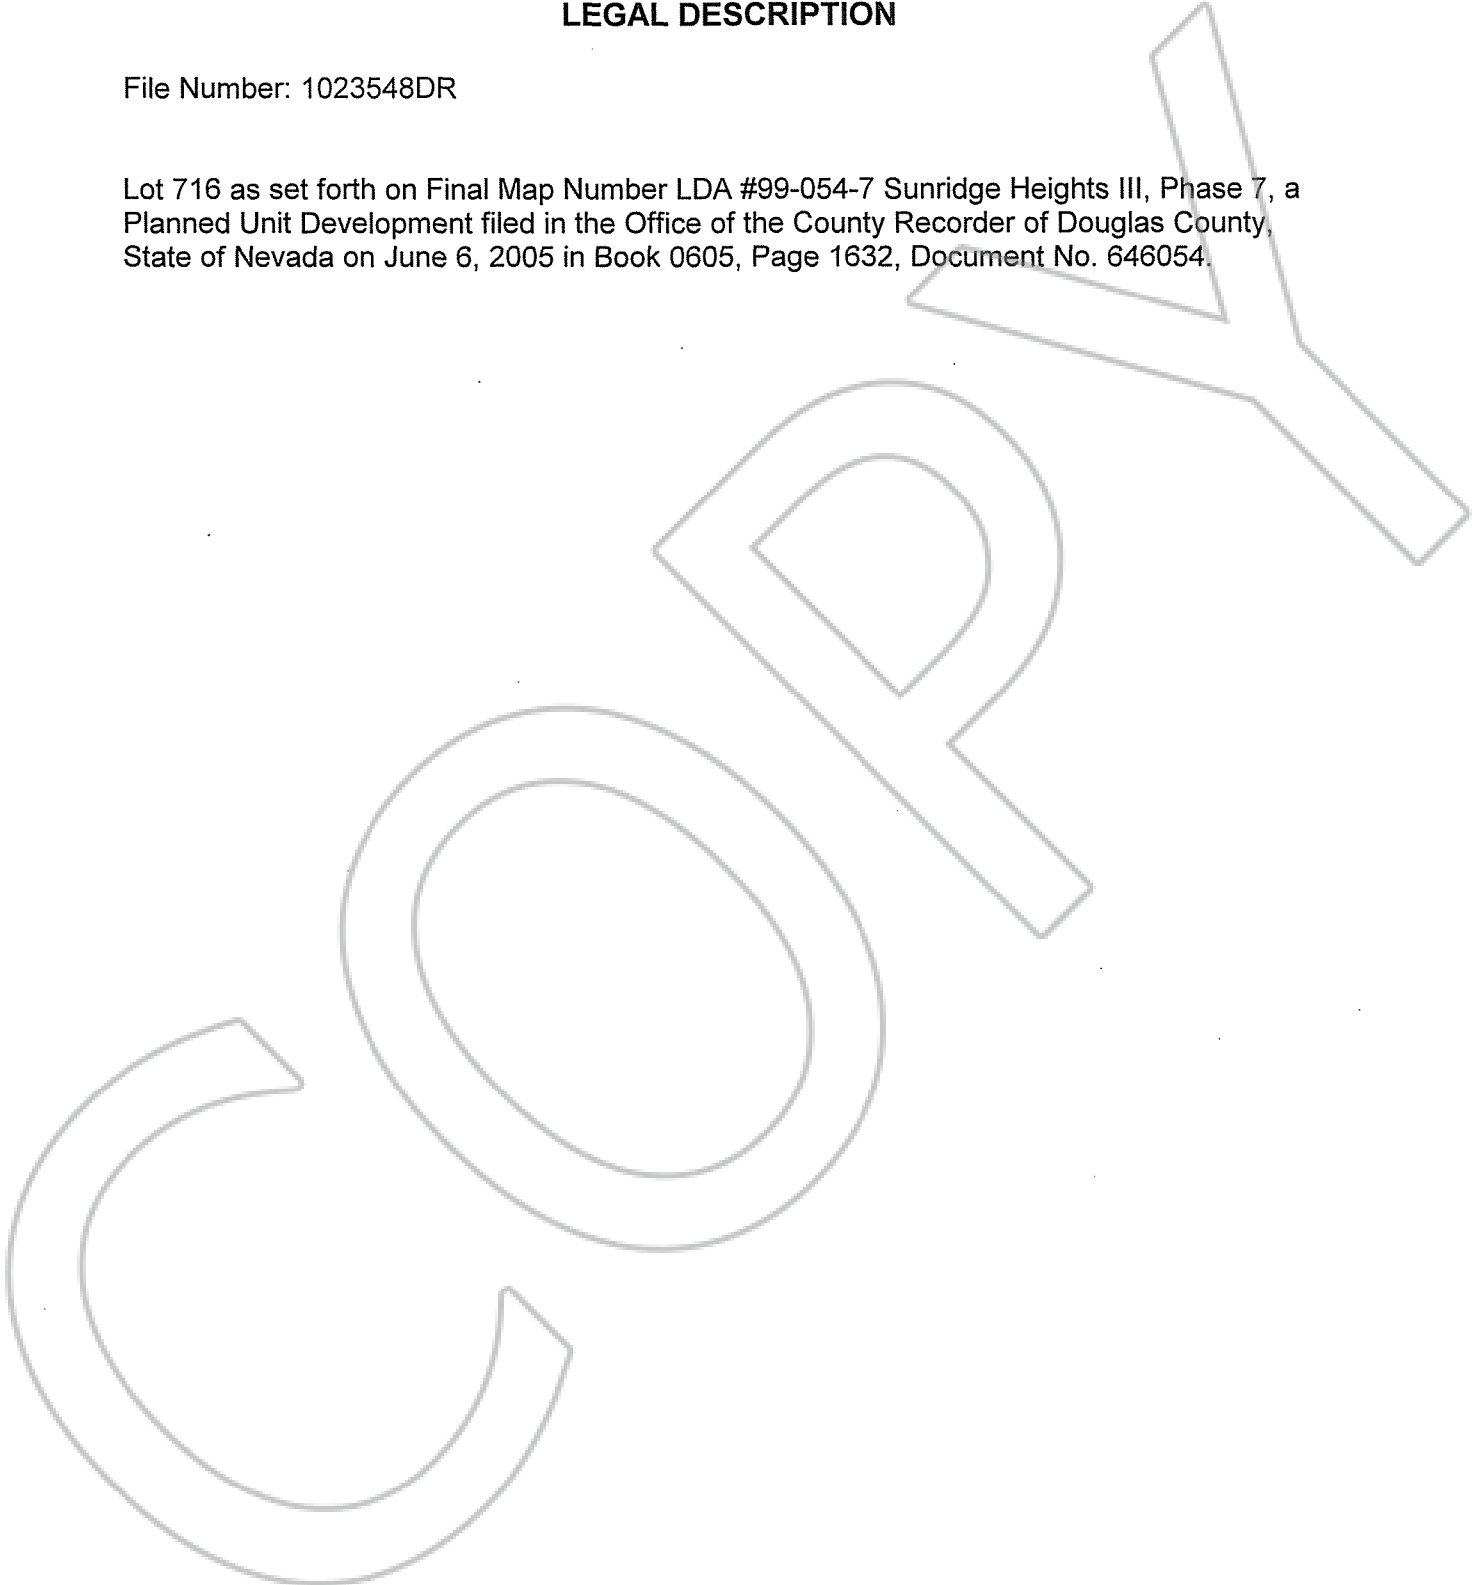 LEGAL DESCRIPTION
File Number: 1023548DR
Lot 716 as set forth on Final Map Number LDA #99-054-7 Sunridge Heights III, Phase 7, a
Planned Unit Development filed in the Office of the County Recorder of Douglas County,
State of Nevada on June 6, 2005 in Book 0605, Page 1632, Document No. 646054.
COPY